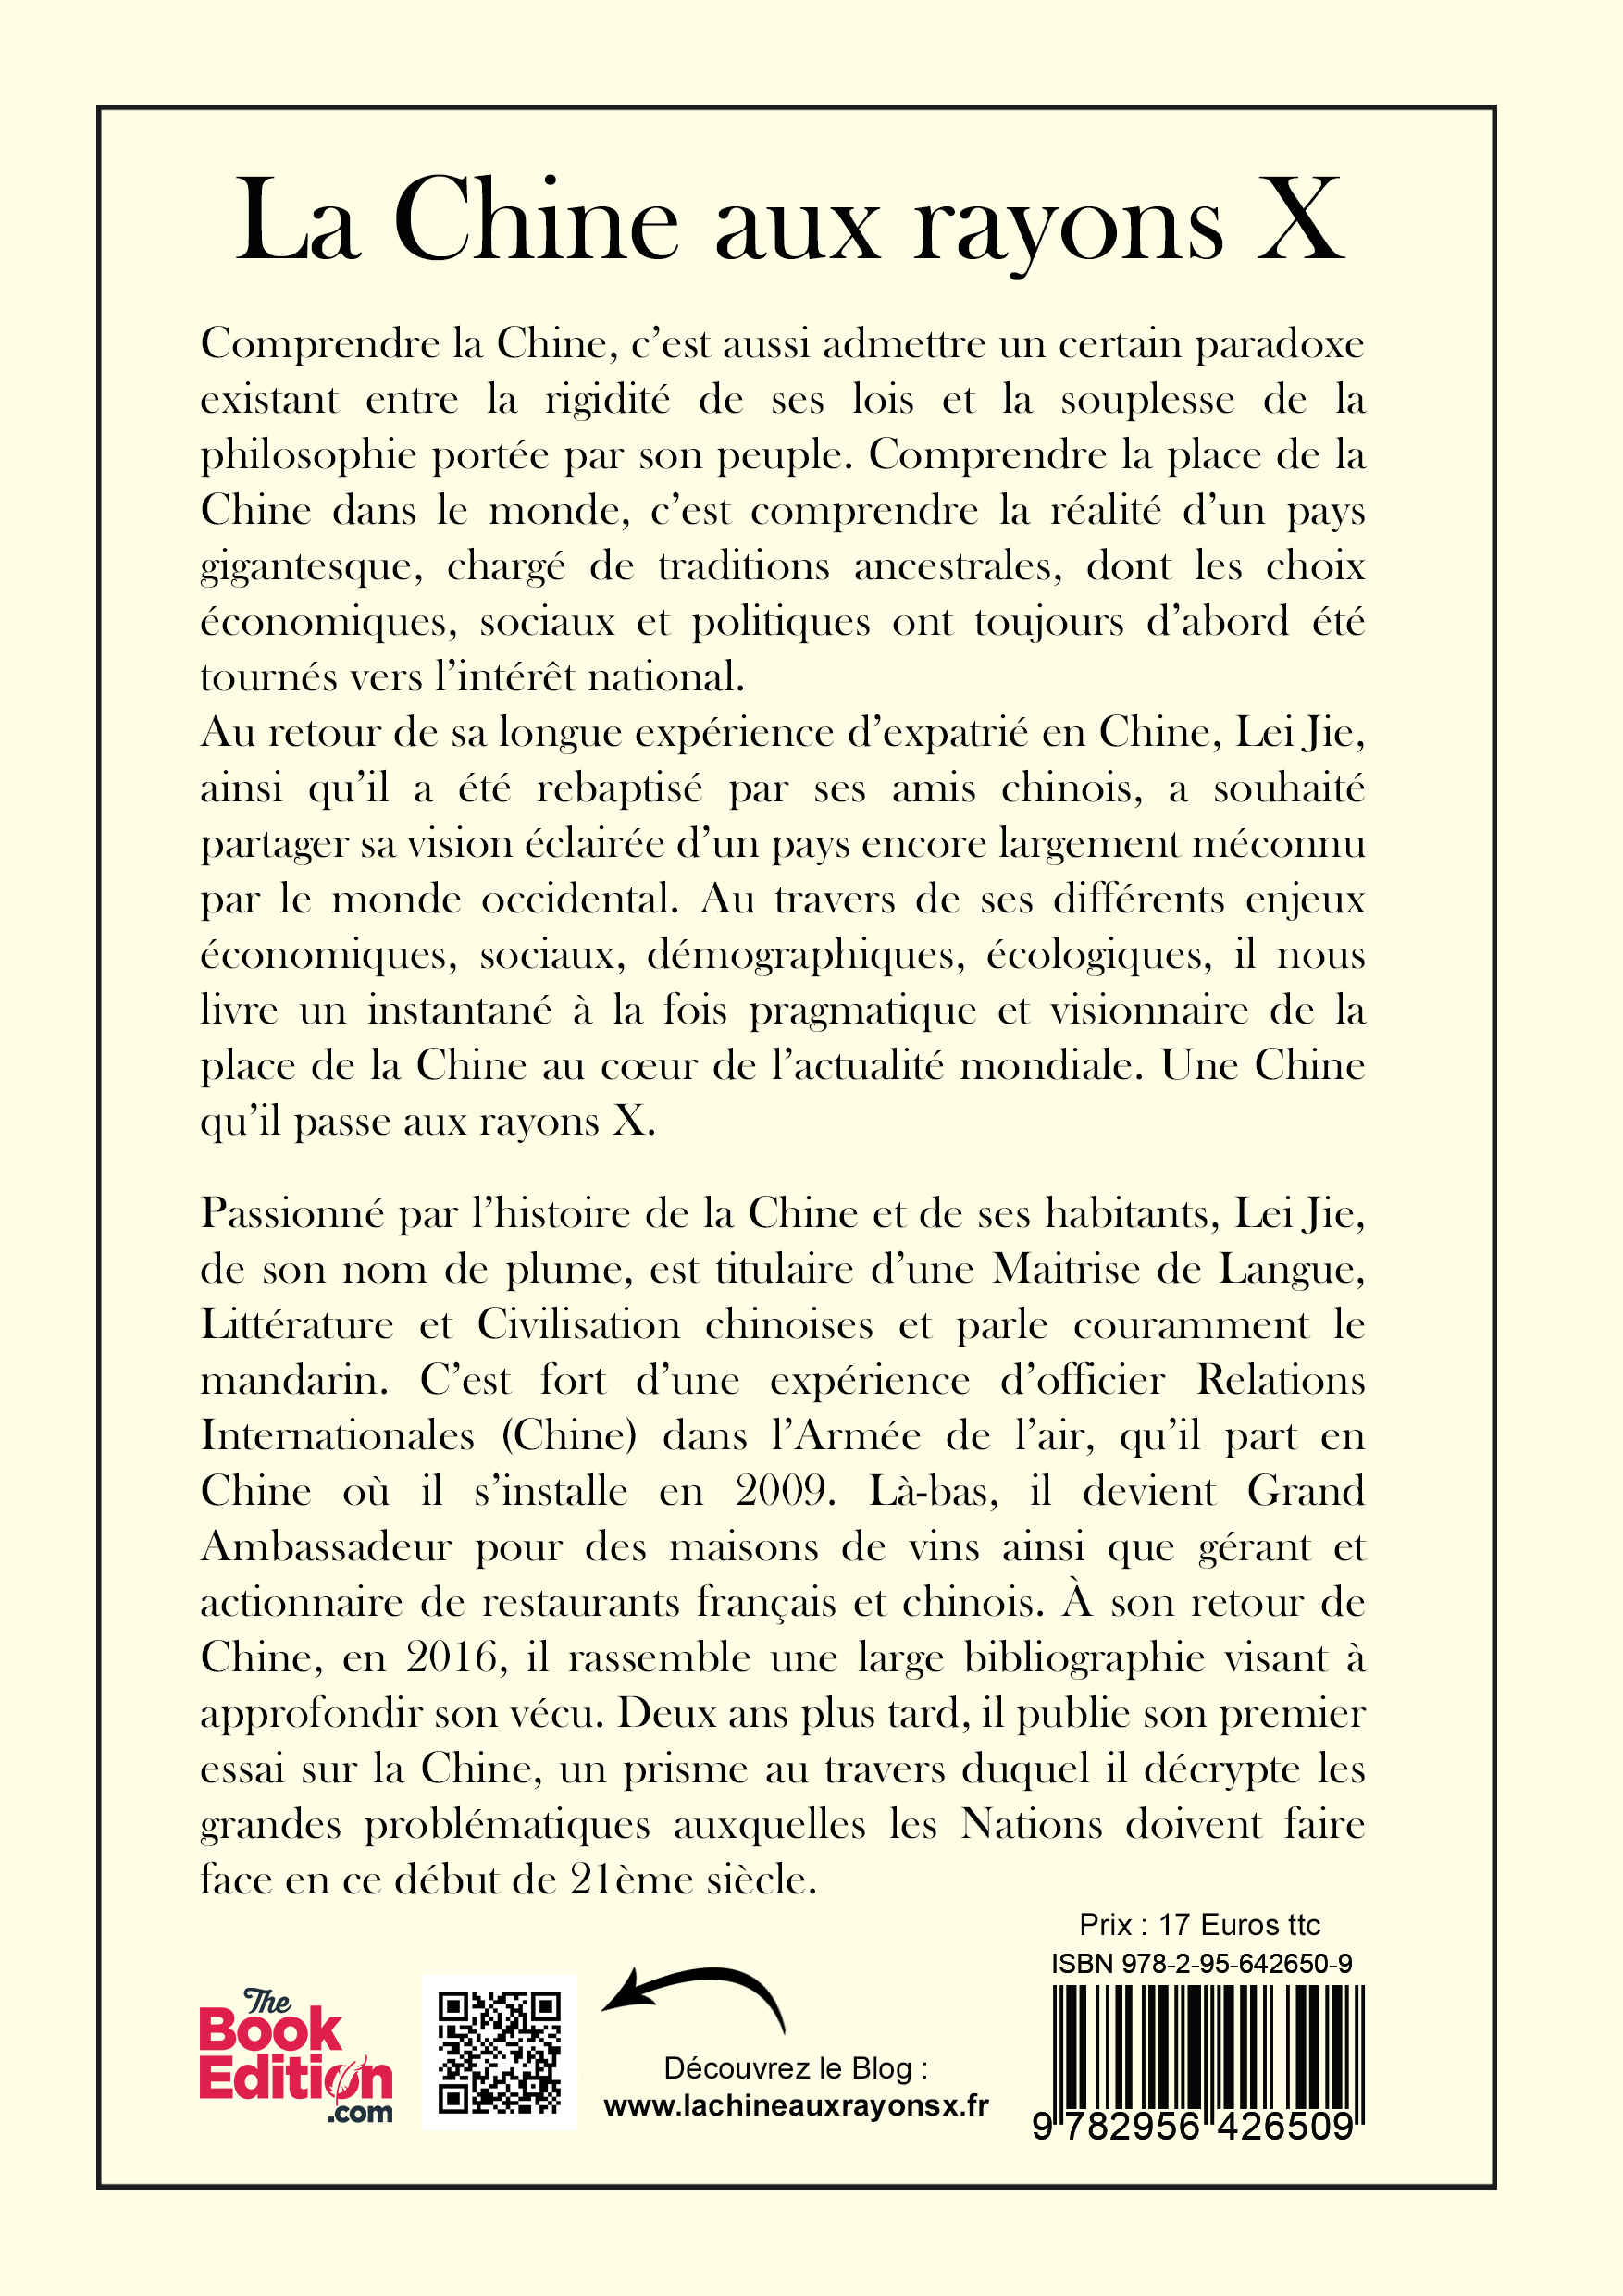 La Chine aux rayons X
Comprendre la Chine, c’est aussi admettre un certain paradoxe
existant entre la rigidité de ses lois et la souplesse de la
philosophie portée par son peuple. Comprendre la place de la
Chine dans le monde, c’est comprendre la réalité d’un pays
gigantesque, chargé de traditions ancestrales, dont les choix
économiques, sociaux et politiques ont toujours d’abord été
tournés vers l’intérêt national.
Au retour de sa longue expérience d’expatrié en Chine, Lei Jie,
ainsi qu’il a été rebaptisé par ses amis chinois, a souhaité
partager sa vision éclairée d’un pays encore largement méconnu
par le monde occidental. Au travers de ses différents enjeux
économiques, sociaux, démographiques, écologiques, il nous
livre un instantané à la fois pragmatique et visionnaire de la
place de la Chine au cœur de l’actualité mondiale. Une Chine
qu’il passe aux rayons X.
Passionné par l’histoire de la Chine et de ses habitants, Lei Jie,
de son nom de plume, est titulaire d’une Maitrise de Langue,
Littérature et Civilisation chinoises et parle couramment le
mandarin. C’est fort d’une expérience d’officier Relations
Internationales (Chine) dans l’Armée de l’air, qu’il part en
Chine où il s’installe en 2009. Là-bas, il devient Grand
Ambassadeur pour des maisons de vins ainsi que gérant et
actionnaire de restaurants français et chinois. À son retour de
Chine, en 2016, il rassemble une large bibliographie visant à
approfondir son vécu. Deux ans plus tard, il publie son premier
essai sur la Chine, un prisme au travers duquel il décrypte les
grandes problématiques auxquelles les Nations doivent faire
face en ce début de 21ème siècle.
Prix : 17 Euros ttc
ISBN 978-2-95-642650-9
The
Book
Edition
.com
Découvrez le Blog :
www.lachineauxrayonsx.fr
9 782956 426509